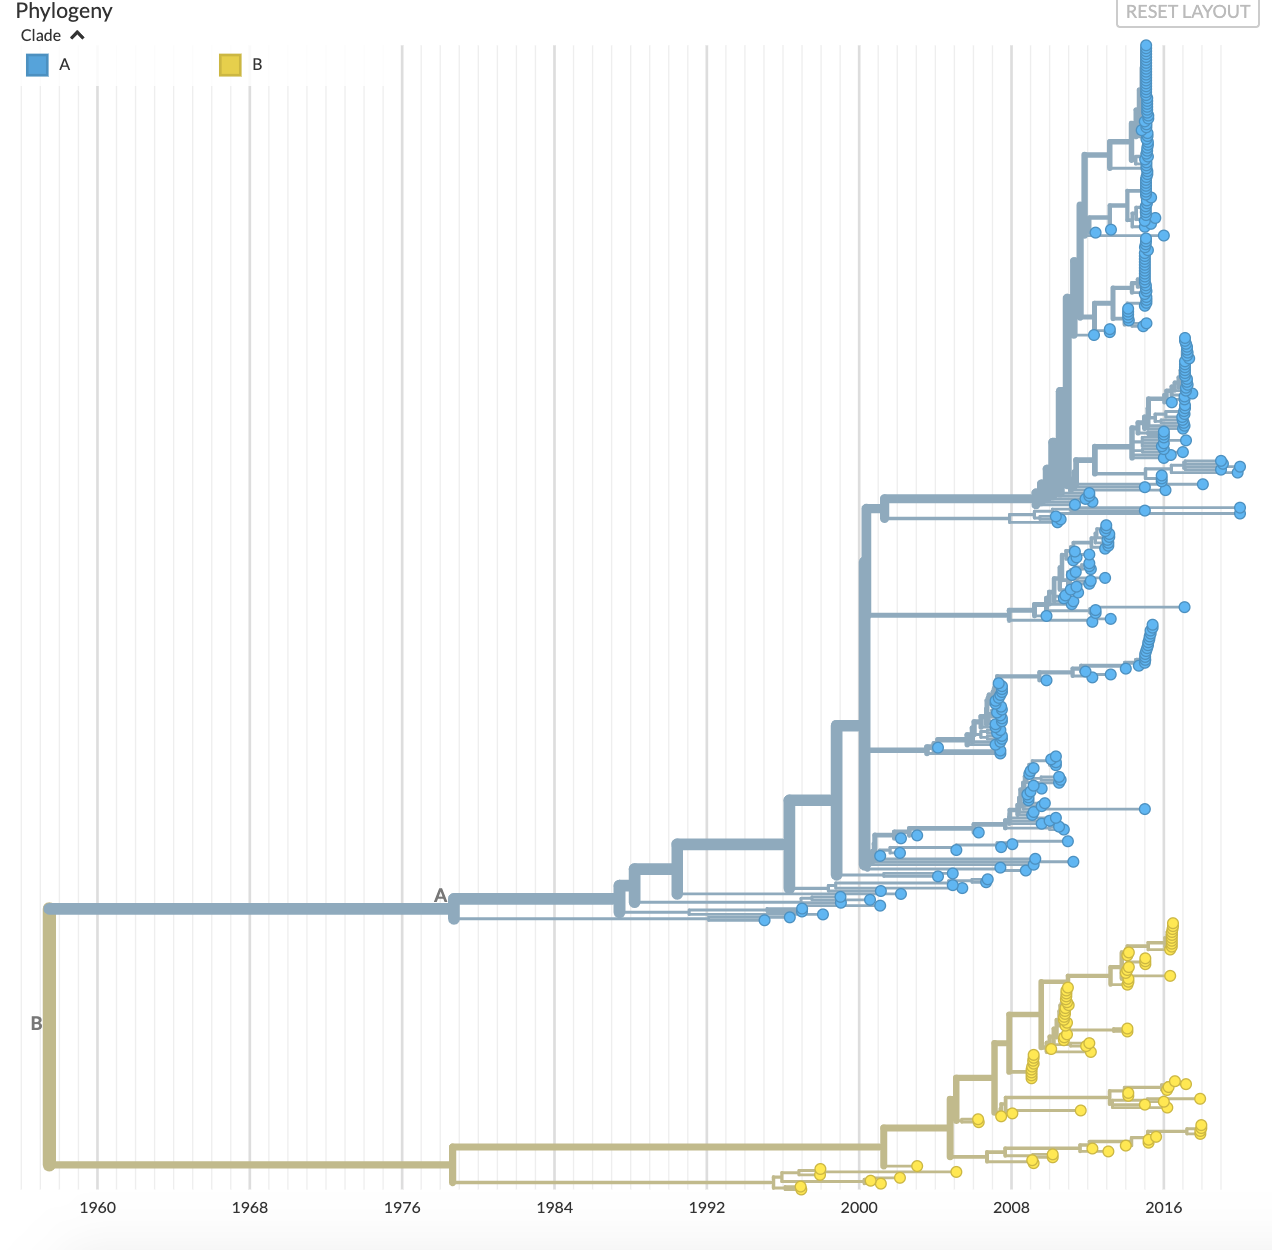 Phylogeny
RESET LAYOUT
Clade
A
B
A
B
1960
1968
1976
1984
1992
2000
2008
2016